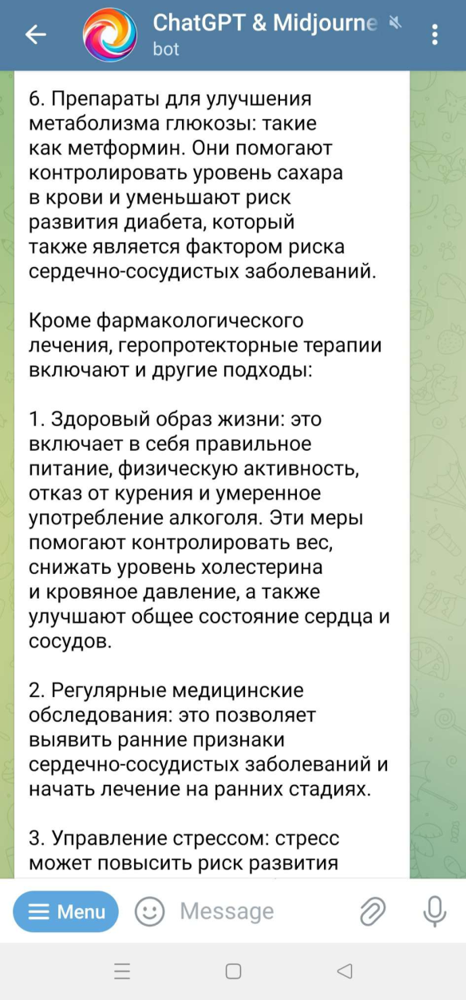 ChatGPT & Midjourne
bot
6. Препараты для улучшения
метаболизма глюкозы: такие
как метформин. Они помогают
контролировать уровень сахара
в крови и уменьшают риск
развития диабета, который
также является фактором риска
сердечно-сосудистых заболеваний.
Кроме фармакологического
лечения, геропротекторные терапии
включают и другие подходы:
1. Здоровый образ жизни: это
включает в себя правильное
питание, физическую активность,
отказ от курения и умеренное
употребление алкоголя. Эти меры
помогают контролировать вес,
снижать уровень холестерина
и кровяное давление, а также
улучшают общее состояние сердца и
сосудов.
2. Регулярные медицинские
обследования: это позволяет
выявить ранние признаки
сердечно-сосудистых заболеваний и
начать лечение на ранних стадиях.
3. Управление стрессом: стресс
может повысить риск развития
Menu
Message